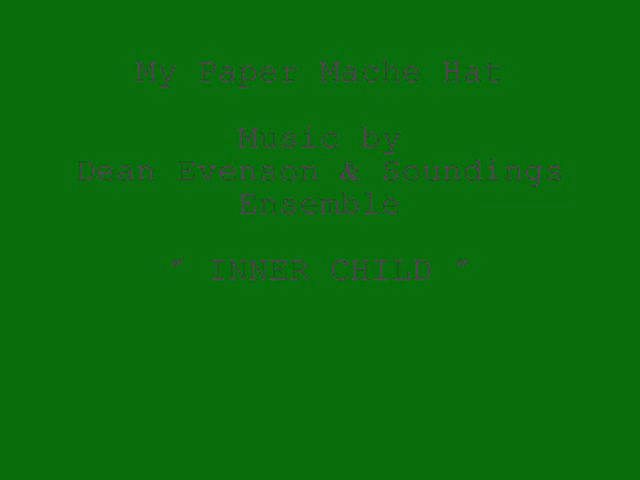 My Paper Mache Hat
Music by
Dean Evenson & Soundings
Ensemble
" INNER CHILD "